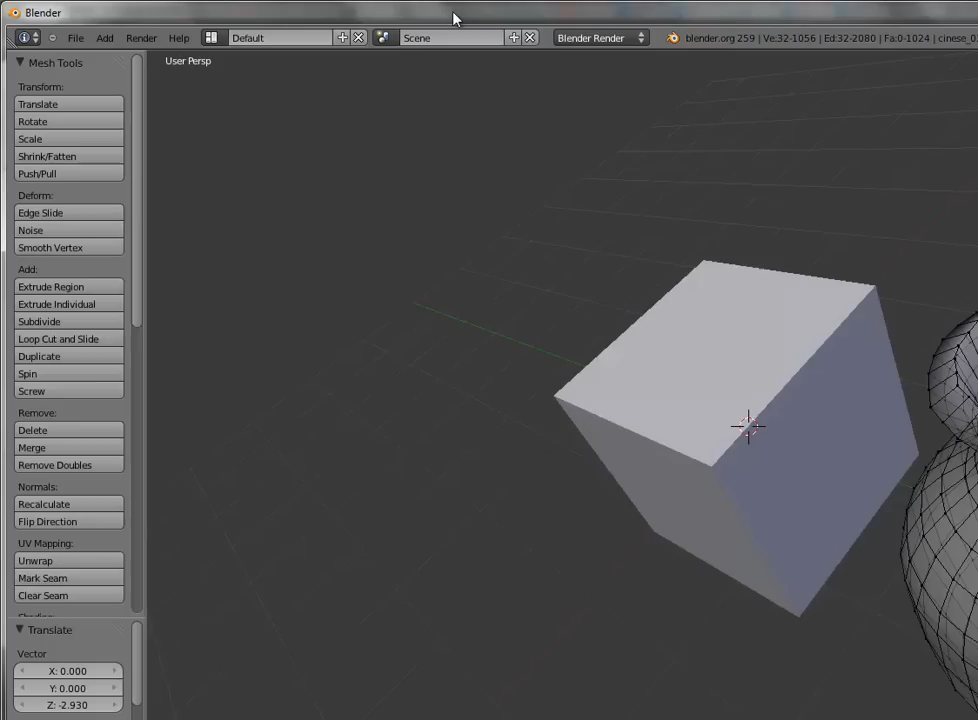 Blender
File Add Render Help Default Scene Blender Render blender.org 259 | Ve:32-1056 | Ed:32-2080 | Fa:0-1024 |
Mesh Tools
User Persp
Transform:
Translate
Rotate
Scale
Shrink/Fatten
Push/Pull
Deform:
Edge Slide
Noise
Smooth Vertex
Add:
Extrude Region
Extrude Individual
Subdivide
Loop Cut and Slide
Duplicate
Spin
Screw
Remove:
Delete
Merge
Remove Doubles
Normals:
Recalculate
Flip Direction
UV Mapping:
Unwrap
Mark Seam
Clear Seam
Translate
Vector
X: 0.000
Y: 0.000
Z: -2.930